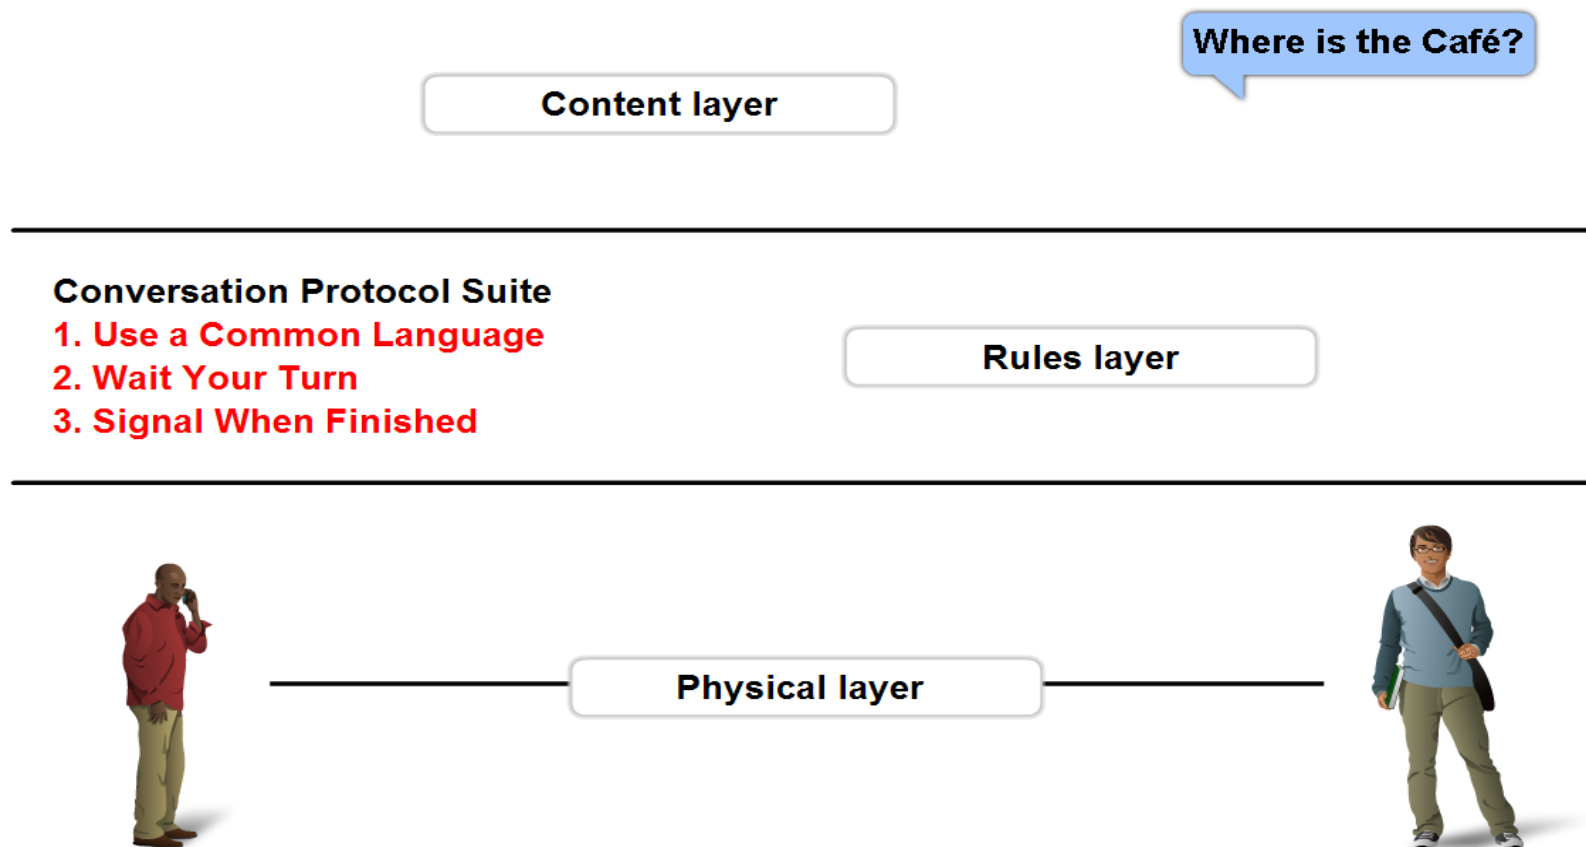 Where is the Café?
Content layer
Conversation Protocol Suite
1. Use a Common Language
2. Wait Your Turn
3. Signal When Finished
Rules layer
Physical layer